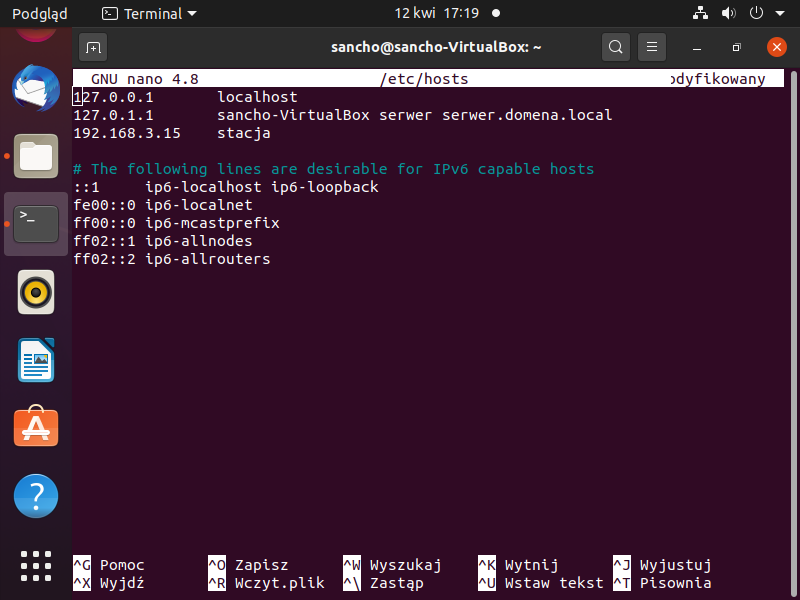 Podgląd Terminal 12 kwi 17:19
sancho@sancho-VirtualBox: ~
GNU nano 4.8 /etc/hosts odyfikowany
127.0.0.1 localhost
127.0.1.1 sancho-VirtualBox serwer serwer.domena.local
192.168.3.15 stacja
# The following lines are desirable for IPv6 capable hosts
::1 ip6-localhost ip6-loopback
fe00::0 ip6-localnet
ff00::0 ip6-mcastprefix
ff02::1 ip6-allnodes
ff02::2 ip6-allrouters
^G Pomoc ^O Zapisz ^W Wyszukaj ^K Wytnij ^J Wyjustuj
^X Wyjdź ^R Wczyt.plik ^\ Zastąp ^U Wstaw tekst ^T Pisownia